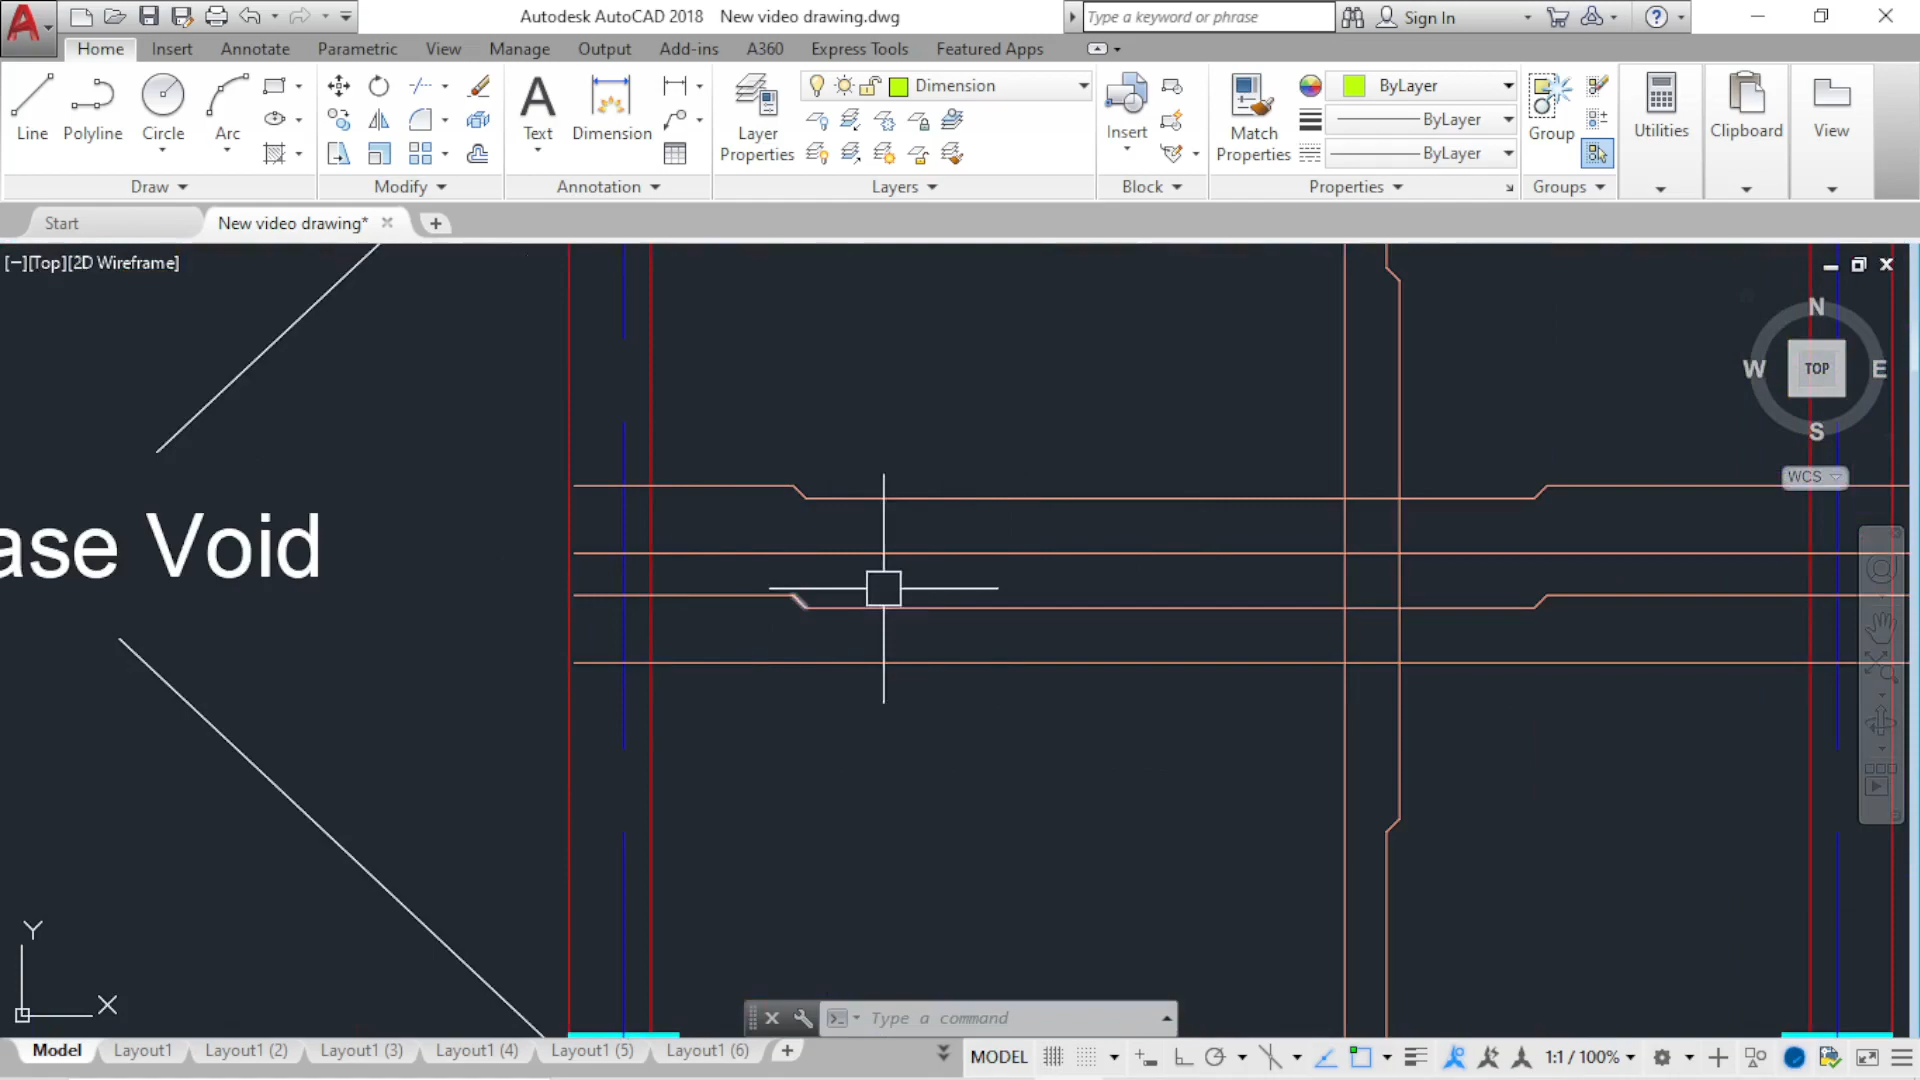 Autodesk AutoCAD 2018 New video drawing.dwg
Type a keyword or phrase
Sign In
Home Insert Annotate Parametric View Manage Output Add-ins A360 Express Tools Featured Apps
Dimension
ByLayer
Line Polyline Circle Arc
Text Dimension
Layer Properties
Insert
Match Properties
ByLayer
ByLayer
Group
Utilities Clipboard View
Draw Modify Annotation Layers Block Properties Groups
Start New video drawing*
[−][Top][2D Wireframe]
N
W TOP E
S
WCS
ase Void
Y
X
Type a command
Model Layout1 Layout1 (2) Layout1 (3) Layout1 (4) Layout1 (5) Layout1 (6)
MODEL 1:1 / 100%